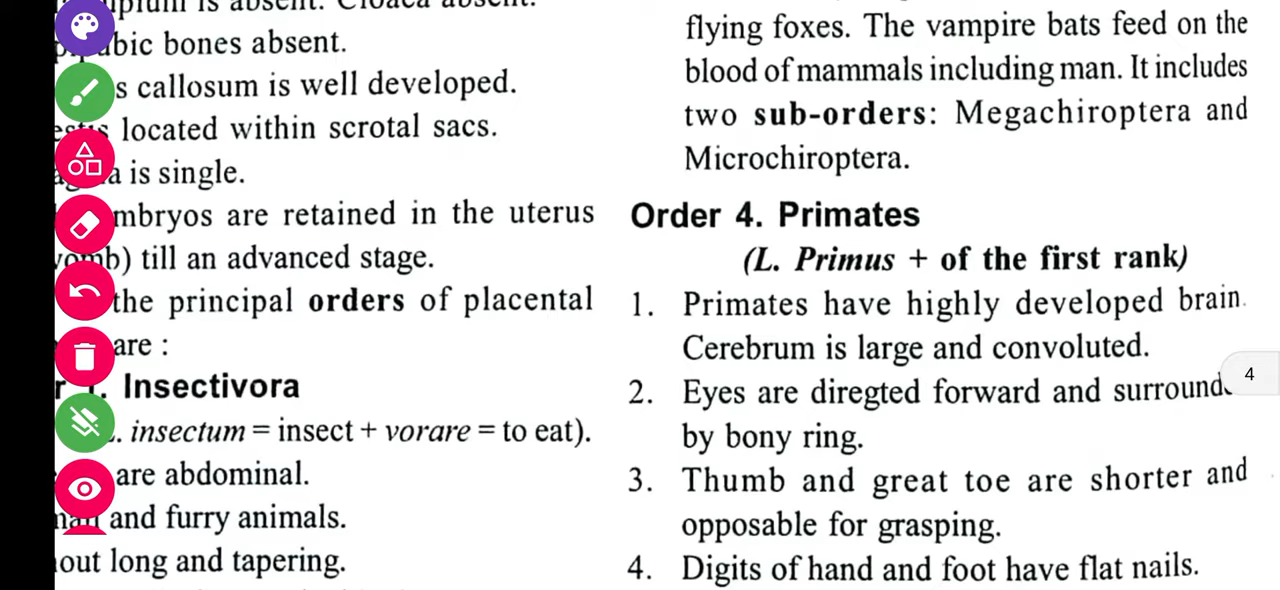 is absent. Cloaca absent.
bones absent.
callosum is well developed.
located within scrotal sacs.
is single.
are retained in the uterus
till an advanced stage.
the principal orders of placental
are :
1. Insectivora
insectum = insect + vorare = to eat).
are abdominal.
and furry animals.
long and tapering.
flying foxes. The vampire bats feed on the
blood of mammals including man. It includes
two sub-orders: Megachiroptera and
Microchiroptera.
Order 4. Primates
(L. Primus + of the first rank)
1. Primates have highly developed brain.
Cerebrum is large and convoluted.
2. Eyes are diregted forward and
by bony ring.
3. Thumb and great toe are shorter and
opposable for grasping.
4. Digits of hand and foot have flat nails.
4